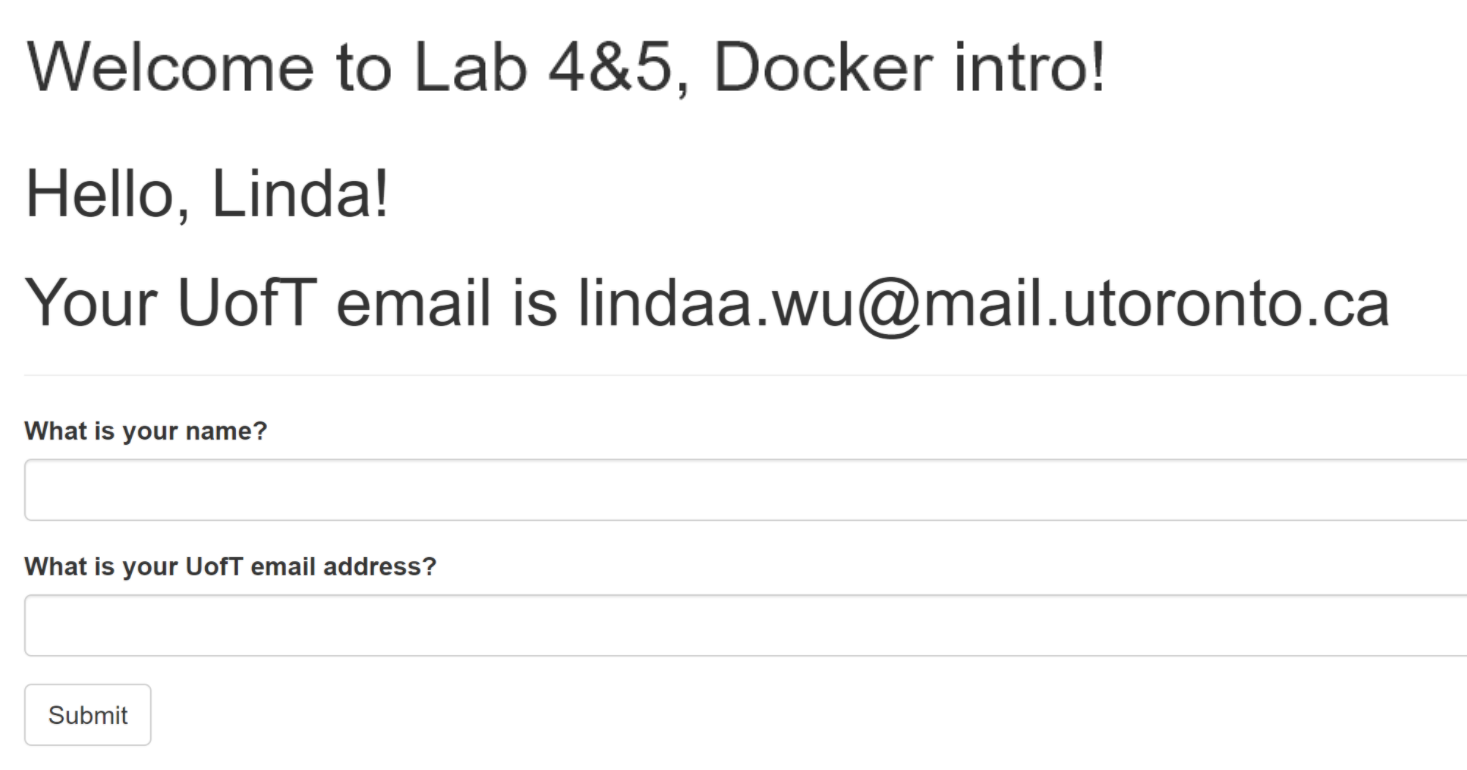 Welcome to Lab 4&5, Docker intro!
Hello, Linda!
Your UofT email is lindaa.wu@mail.utoronto.ca
What is your name?
What is your UofT email address?
Submit